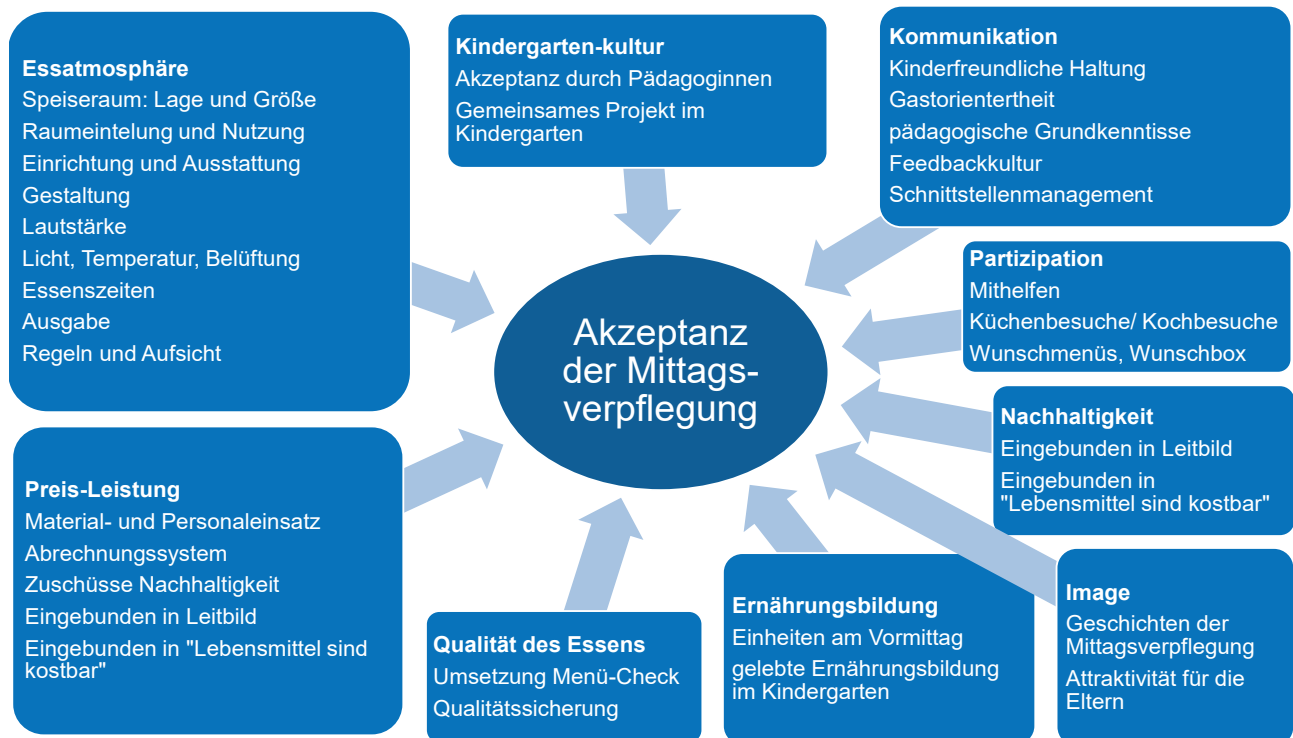 Essatmosphäre
Speiseraum: Lage und Größe
Raumeintelung und Nutzung
Einrichtung und Ausstattung
Gestaltung
Lautstärke
Licht, Temperatur, Belüftung
Essenszeiten
Ausgabe
Regeln und Aufsicht
Kindergarten-kultur
Akzeptanz durch Pädagoginnen
Gemeinsames Projekt im
Kindergarten
Kommunikation
Kinderfreundliche Haltung
Gastorientertheit
pädagogische Grundkenntisse
Feedbackkultur
Schnittstellenmanagement
Partizipation
Mithelfen
Küchenbesuche/ Kochbesuche
Wunschmenüs, Wunschbox
Akzeptanz
der Mittags-
verpflegung
Nachhaltigkeit
Eingebunden in Leitbild
Eingebunden in
"Lebensmittel sind kostbar"
Preis-Leistung
Material- und Personaleinsatz
Abrechnungssystem
Zuschüsse Nachhaltigkeit
Eingebunden in Leitbild
Eingebunden in "Lebensmittel sind
kostbar"
Qualität des Essens
Umsetzung Menü-Check
Qualitätssicherung
Ernährungsbildung
Einheiten am Vormittag
gelebte Ernährungsbildung
im Kindergarten
Image
Geschichten der
Mittagsverpflegung
Attraktivität für die
Eltern